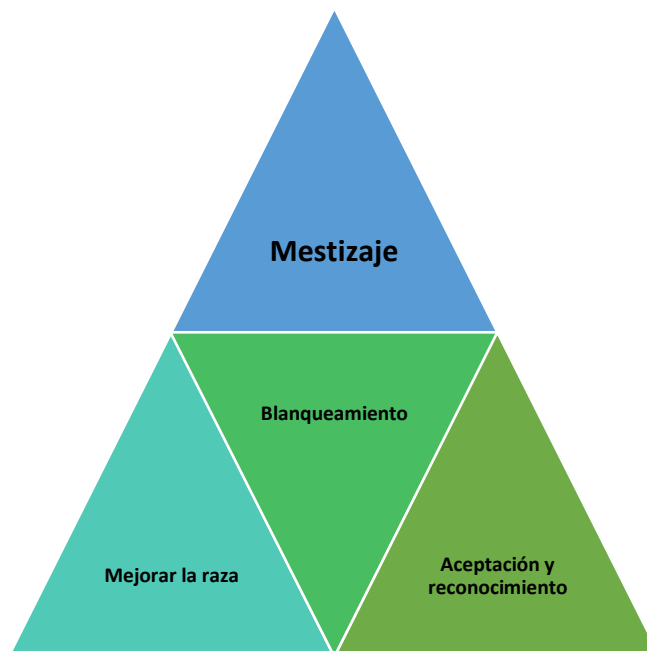 Mestizaje
Blanqueamiento
Mejorar la raza
Aceptación y
reconocimiento